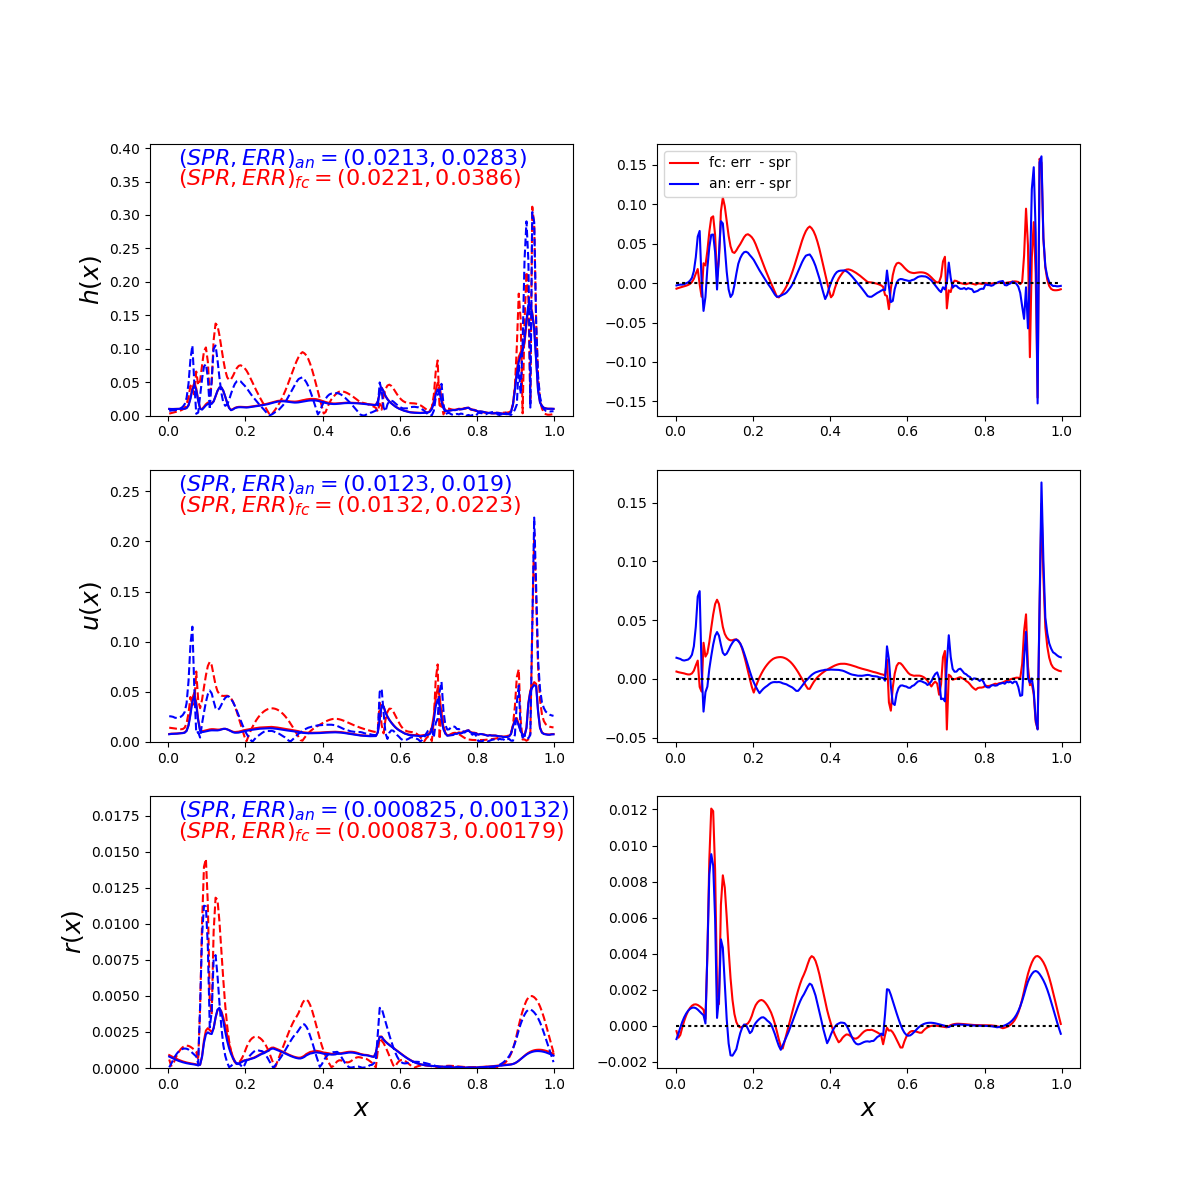 (SPR, ERR)an = (0.0213, 0.0283)
(SPR, ERR)fc = (0.0221, 0.0386)
0.40
0.35
0.30
0.25
0.20
0.15
0.10
0.05
0.00
h(x)
0.0 0.2 0.4 0.6 0.8 1.0
fc: err - spr
an: err - spr
0.15
0.10
0.05
0.00
−0.05
−0.10
−0.15
0.0 0.2 0.4 0.6 0.8 1.0
(SPR, ERR)an = (0.0123, 0.019)
(SPR, ERR)fc = (0.0132, 0.0223)
0.25
0.20
0.15
0.10
0.05
0.00
u(x)
0.0 0.2 0.4 0.6 0.8 1.0
0.15
0.10
0.05
0.00
−0.05
0.0 0.2 0.4 0.6 0.8 1.0
(SPR, ERR)an = (0.000825, 0.00132)
(SPR, ERR)fc = (0.000873, 0.00179)
0.0175
0.0150
0.0125
0.0100
0.0075
0.0050
0.0025
0.0000
r(x)
0.0 0.2 0.4 0.6 0.8 1.0
x
0.012
0.010
0.008
0.006
0.004
0.002
0.000
−0.002
0.0 0.2 0.4 0.6 0.8 1.0
x